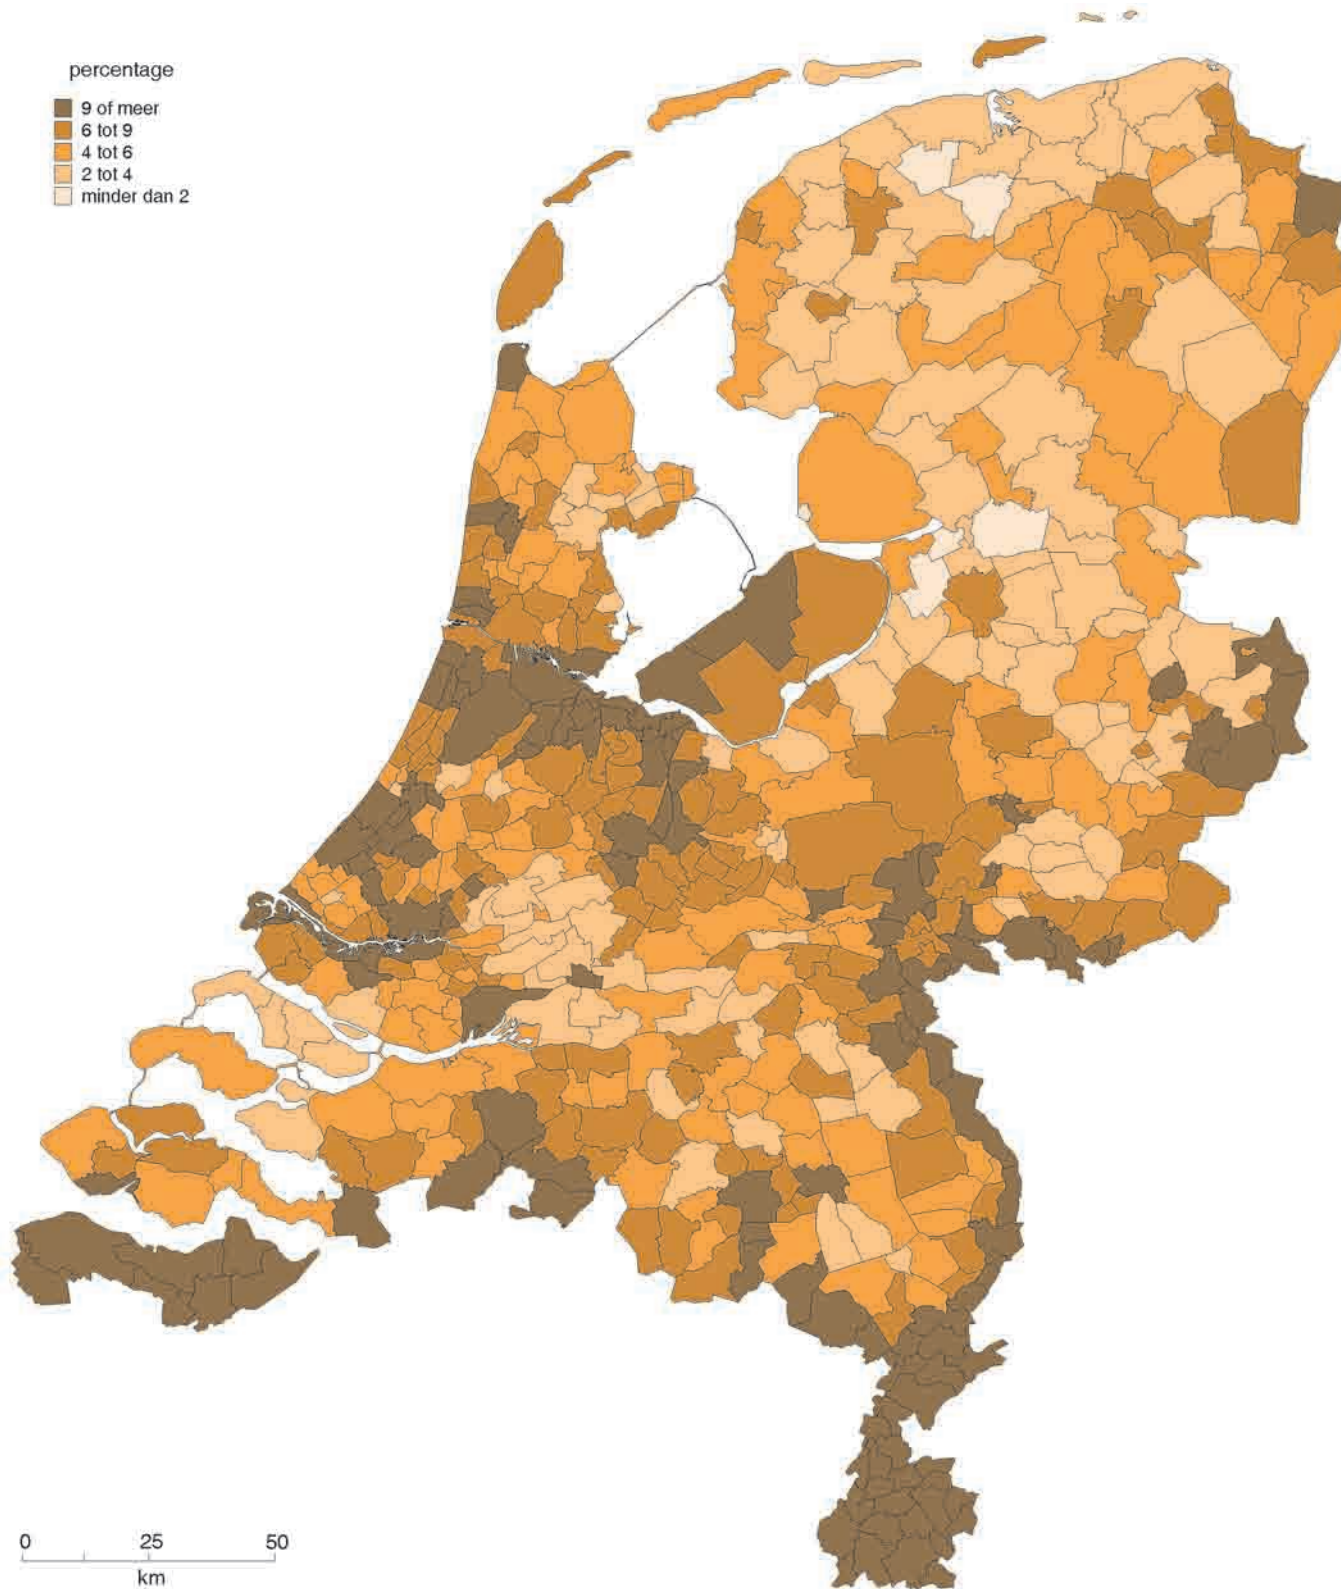 percentage
9 of meer
6 tot 9
4 tot 6
2 tot 4
minder dan 2
0 25 50
km